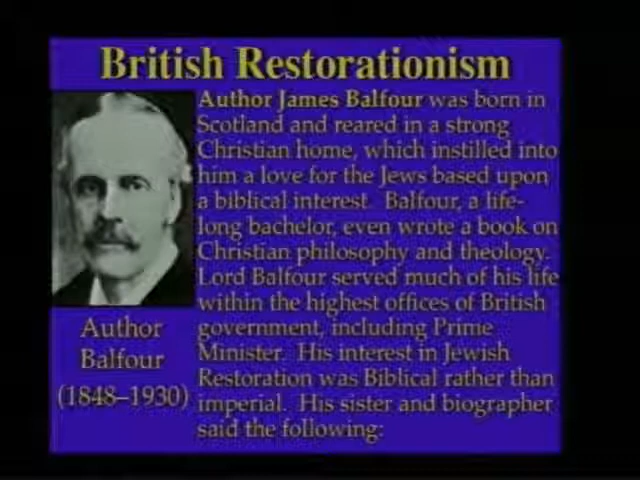 British Restorationism
Author James Balfour was born in
Scotland and reared in a strong
Christian home, which instilled into
him a love for the Jews based upon
a biblical interest. Balfour, a life-
long bachelor, even wrote a book on
Christian philosophy and theology.
Lord Balfour served much of his life
within the highest offices of British
government, including Prime
Minister. His interest in Jewish
Restoration was Biblical rather than
imperial. His sister and biographer
said the following:
Author
Balfour
(1848–1930)